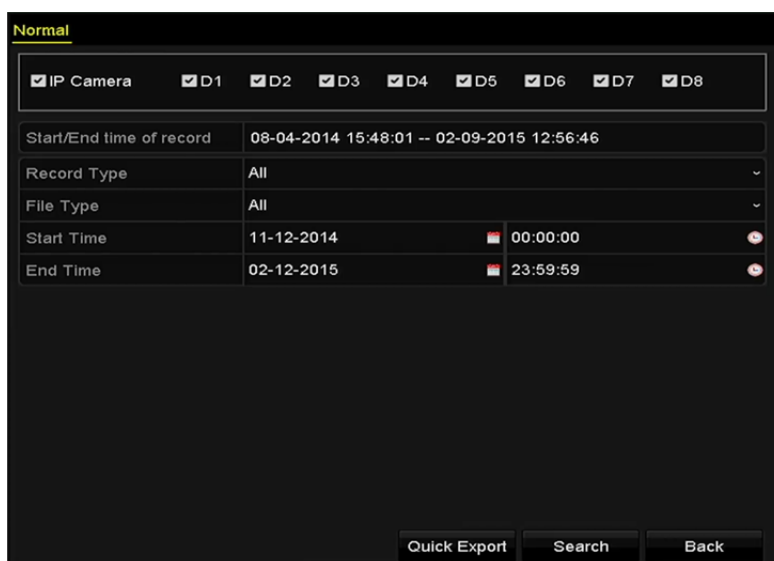 Normal
IP Camera D1 D2 D3 D4 D5 D6 D7 D8
Start/End time of record 08-04-2014 15:48:01 -- 02-09-2015 12:56:46
Record Type All
File Type All
Start Time 11-12-2014 00:00:00
End Time 02-12-2015 23:59:59
Quick Export Search Back